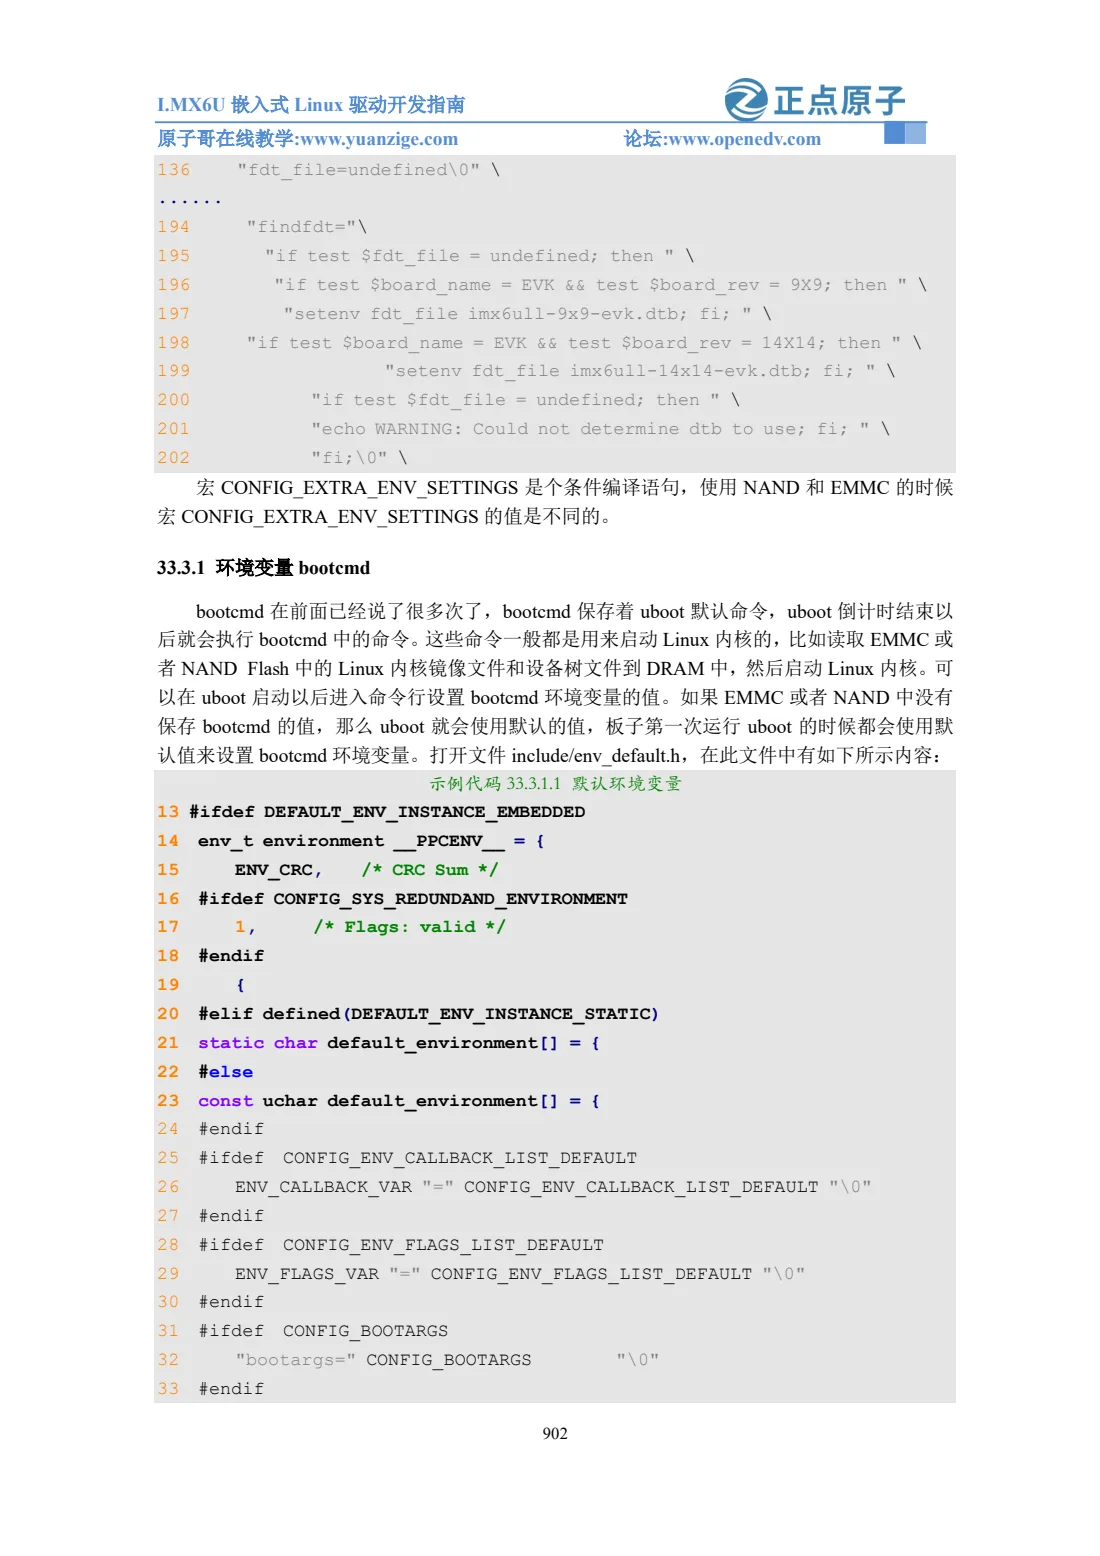 I.MX6U 嵌入式 Linux 驱动开发指南
正点原子
原子哥在线教学:www.yuanzige.com 论坛:www.openedv.com
136 "fdt_file=undefined\0" \
......
194 "findfdt="\
195 "if test $fdt_file = undefined; then " \
196 "if test $board_name = EVK && test $board_rev = 9X9; then " \
197 "setenv fdt_file imx6ull-9x9-evk.dtb; fi; " \
198 "if test $board_name = EVK && test $board_rev = 14X14; then " \
199 "setenv fdt_file imx6ull-14x14-evk.dtb; fi; " \
200 "if test $fdt_file = undefined; then " \
201 "echo WARNING: Could not determine dtb to use; fi; " \
202 "fi;\0" \
宏 CONFIG_EXTRA_ENV_SETTINGS 是个条件编译语句，使用 NAND 和 EMMC 的时候
宏 CONFIG_EXTRA_ENV_SETTINGS 的值是不同的。
33.3.1 环境变量 bootcmd
bootcmd 在前面已经说了很多次了，bootcmd 保存着 uboot 默认命令，uboot 倒计时结束以
后就会执行 bootcmd 中的命令。这些命令一般都是用来启动 Linux 内核的，比如读取 EMMC 或
者 NAND Flash 中的 Linux 内核镜像文件和设备树文件到 DRAM 中，然后启动 Linux 内核。可
以在 uboot 启动以后进入命令行设置 bootcmd 环境变量的值。如果 EMMC 或者 NAND 中没有
保存 bootcmd 的值，那么 uboot 就会使用默认的值，板子第一次运行 uboot 的时候都会使用默
认值来设置 bootcmd 环境变量。打开文件 include/env_default.h，在此文件中有如下所示内容：
示例代码 33.3.1.1 默认环境变量
13 #ifdef DEFAULT_ENV_INSTANCE_EMBEDDED
14 env_t environment __PPCENV__ = {
15 ENV_CRC, /* CRC Sum */
16 #ifdef CONFIG_SYS_REDUNDAND_ENVIRONMENT
17 1, /* Flags: valid */
18 #endif
19 {
20 #elif defined(DEFAULT_ENV_INSTANCE_STATIC)
21 static char default_environment[] = {
22 #else
23 const uchar default_environment[] = {
24 #endif
25 #ifdef CONFIG_ENV_CALLBACK_LIST_DEFAULT
26 ENV_CALLBACK_VAR "=" CONFIG_ENV_CALLBACK_LIST_DEFAULT "\0"
27 #endif
28 #ifdef CONFIG_ENV_FLAGS_LIST_DEFAULT
29 ENV_FLAGS_VAR "=" CONFIG_ENV_FLAGS_LIST_DEFAULT "\0"
30 #endif
31 #ifdef CONFIG_BOOTARGS
32 "bootargs=" CONFIG_BOOTARGS "\0"
33 #endif
902